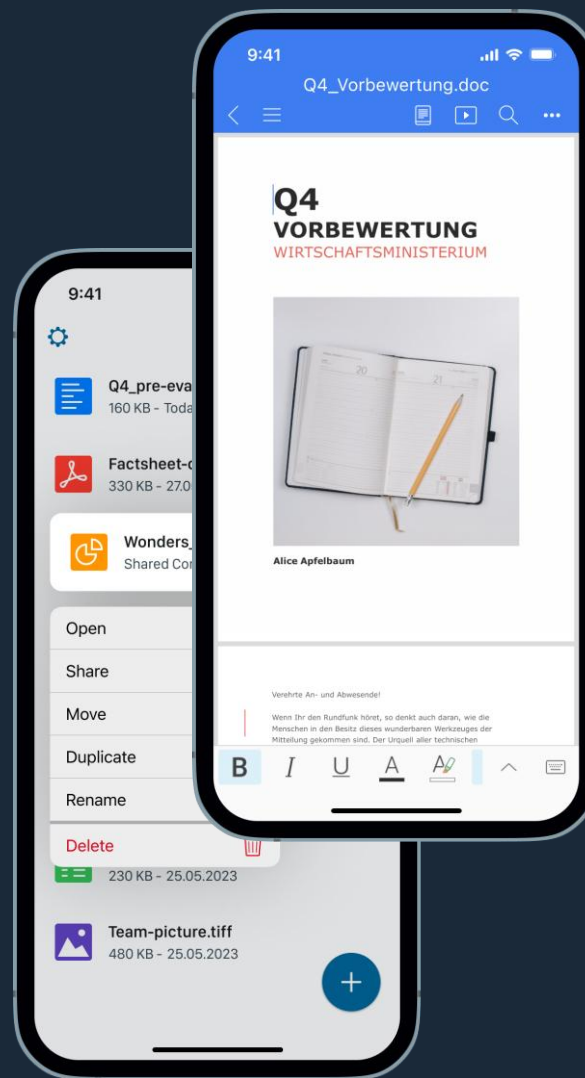 9:41
Q4_Vorbewertung.doc
Q4
VORBEWERTUNG
WIRTSCHAFTSMINISTERIUM
20
21
Alice Apfelbaum
Verehrte An- und Abwesende!
Wenn Ihr den Rundfunk höret, so denkt auch daran, wie die
Menschen in den Besitz dieses wunderbaren Werkzeuges der
Mitteilung gekommen sind. Der Urquell aller technischen
B I U A A
9:41
Q4_pre-eva
160 KB - Toda
Factsheet-
330 KB - 27.0
Wonders_
Shared Co
Open
Share
Move
Duplicate
Rename
Delete
230 KB - 25.05.2023
Team-picture.tiff
480 KB - 25.05.2023